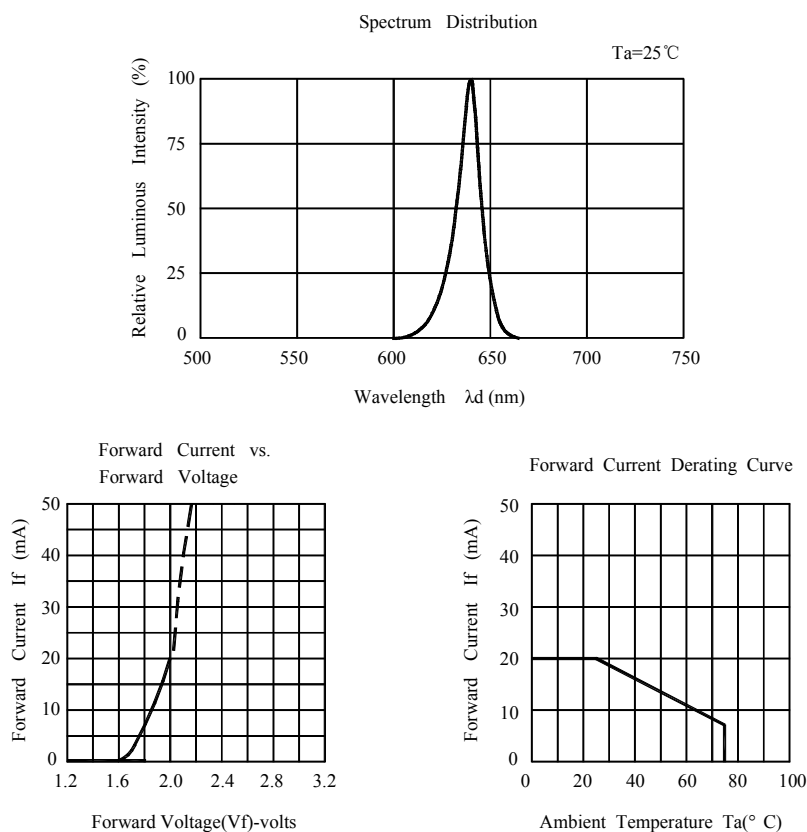 Spectrum Distribution
Ta=25℃
Relative Luminous Intensity (%)
100
75
50
25
0
500 550 600 650 700 750
Wavelength λd (nm)
Forward Current vs.
Forward Voltage
Forward Current If (mA)
50
40
30
20
10
0
1.2 1.6 2.0 2.4 2.8 3.2
Forward Voltage(Vf)-volts
Forward Current Derating Curve
Forward Current If (mA)
50
40
30
20
10
0
0 20 40 60 80 100
Ambient Temperature Ta(° C)